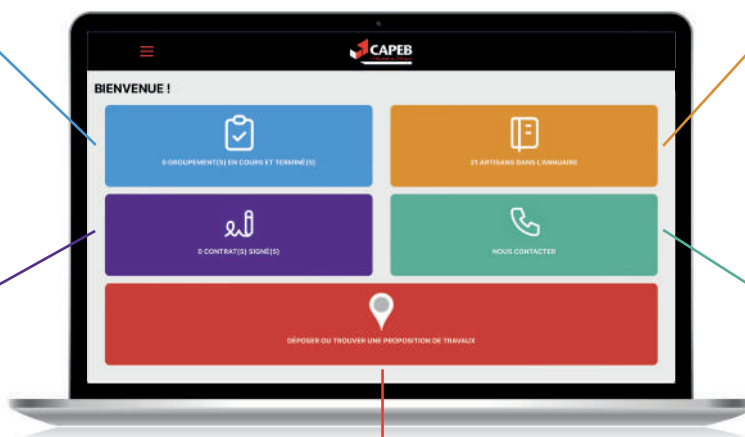 CAPEB
BIENVENUE !
0 GROUPEMENT(S) EN COURS ET TERMINÉ(S)
21 ARTISANS DANS L'ANNUAIRE
0 CONTRAT(S) SIGNÉ(S)
NOUS CONTACTER
DÉPOSER OU TROUVER UNE PROPOSITION DE TRAVAUX